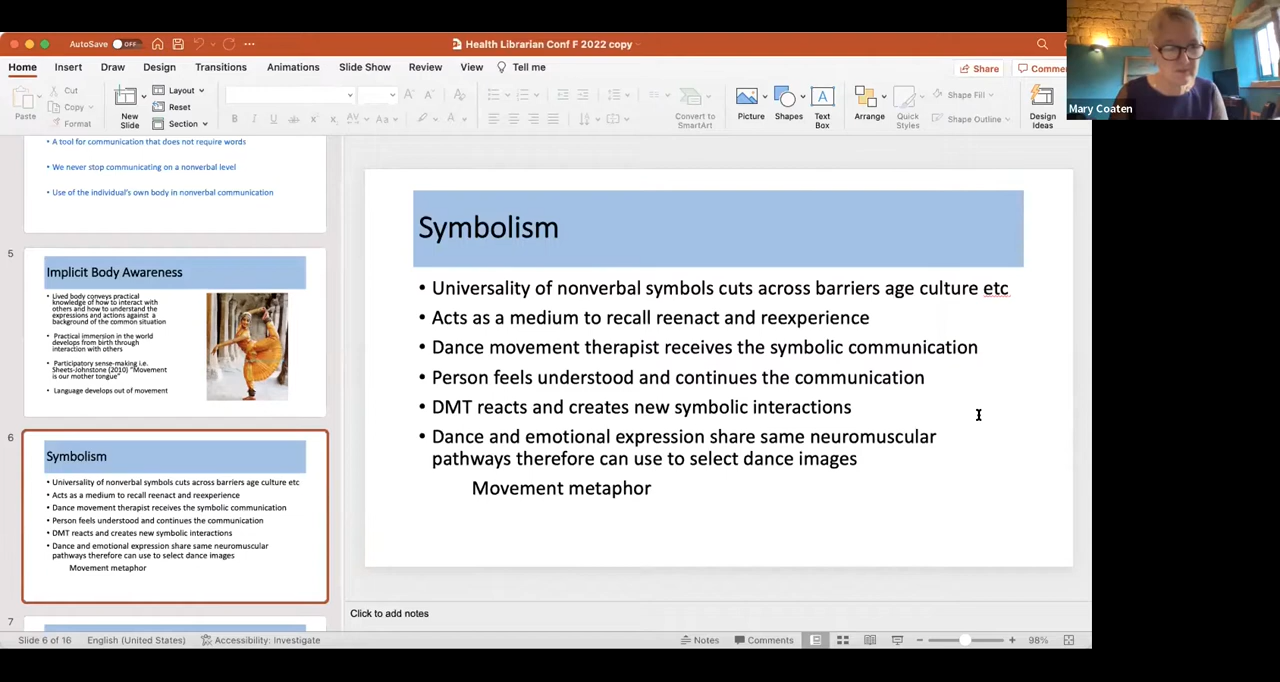 AutoSave OFF
Health Librarian Conf F 2022 copy
Home Insert Draw Design Transitions Animations Slide Show Review View Tell me
Share
Paste
Cut
Copy
Format
New Slide
Layout
Reset
Section
Convert to SmartArt
Picture
Shapes
Text Box
Arrange
Quick Styles
Shape Fill
Shape Outline
Design Ideas
Mary Coaten
• A tool for communication that does not require words
• We never stop communicating on a nonverbal level
• Use of the individual's own body in nonverbal communication
5
Implicit Body Awareness
• Lived body conveys practical
knowledge of how to interact with
others and how to understand the
expressions and actions against a
background of the common situation
• Practical immersion in the world
develops from birth through
interaction with others
• Participatory sense-making i.e.
Sheets-Johnstone (2010) "Movement
is our mother tongue"
• Language develops out of movement
6
Symbolism
• Universality of nonverbal symbols cuts across barriers age culture etc
• Acts as a medium to recall reenact and reexperience
• Dance movement therapist receives the symbolic communication
• Person feels understood and continues the communication
• DMT reacts and creates new symbolic interactions
• Dance and emotional expression share same neuromuscular
pathways therefore can use to select dance images
Movement metaphor
7
Symbolism
• Universality of nonverbal symbols cuts across barriers age culture etc
• Acts as a medium to recall reenact and reexperience
• Dance movement therapist receives the symbolic communication
• Person feels understood and continues the communication
• DMT reacts and creates new symbolic interactions
• Dance and emotional expression share same neuromuscular
pathways therefore can use to select dance images
Movement metaphor
Click to add notes
Slide 6 of 16 English (United States) Accessibility: Investigate Notes Comments 98%